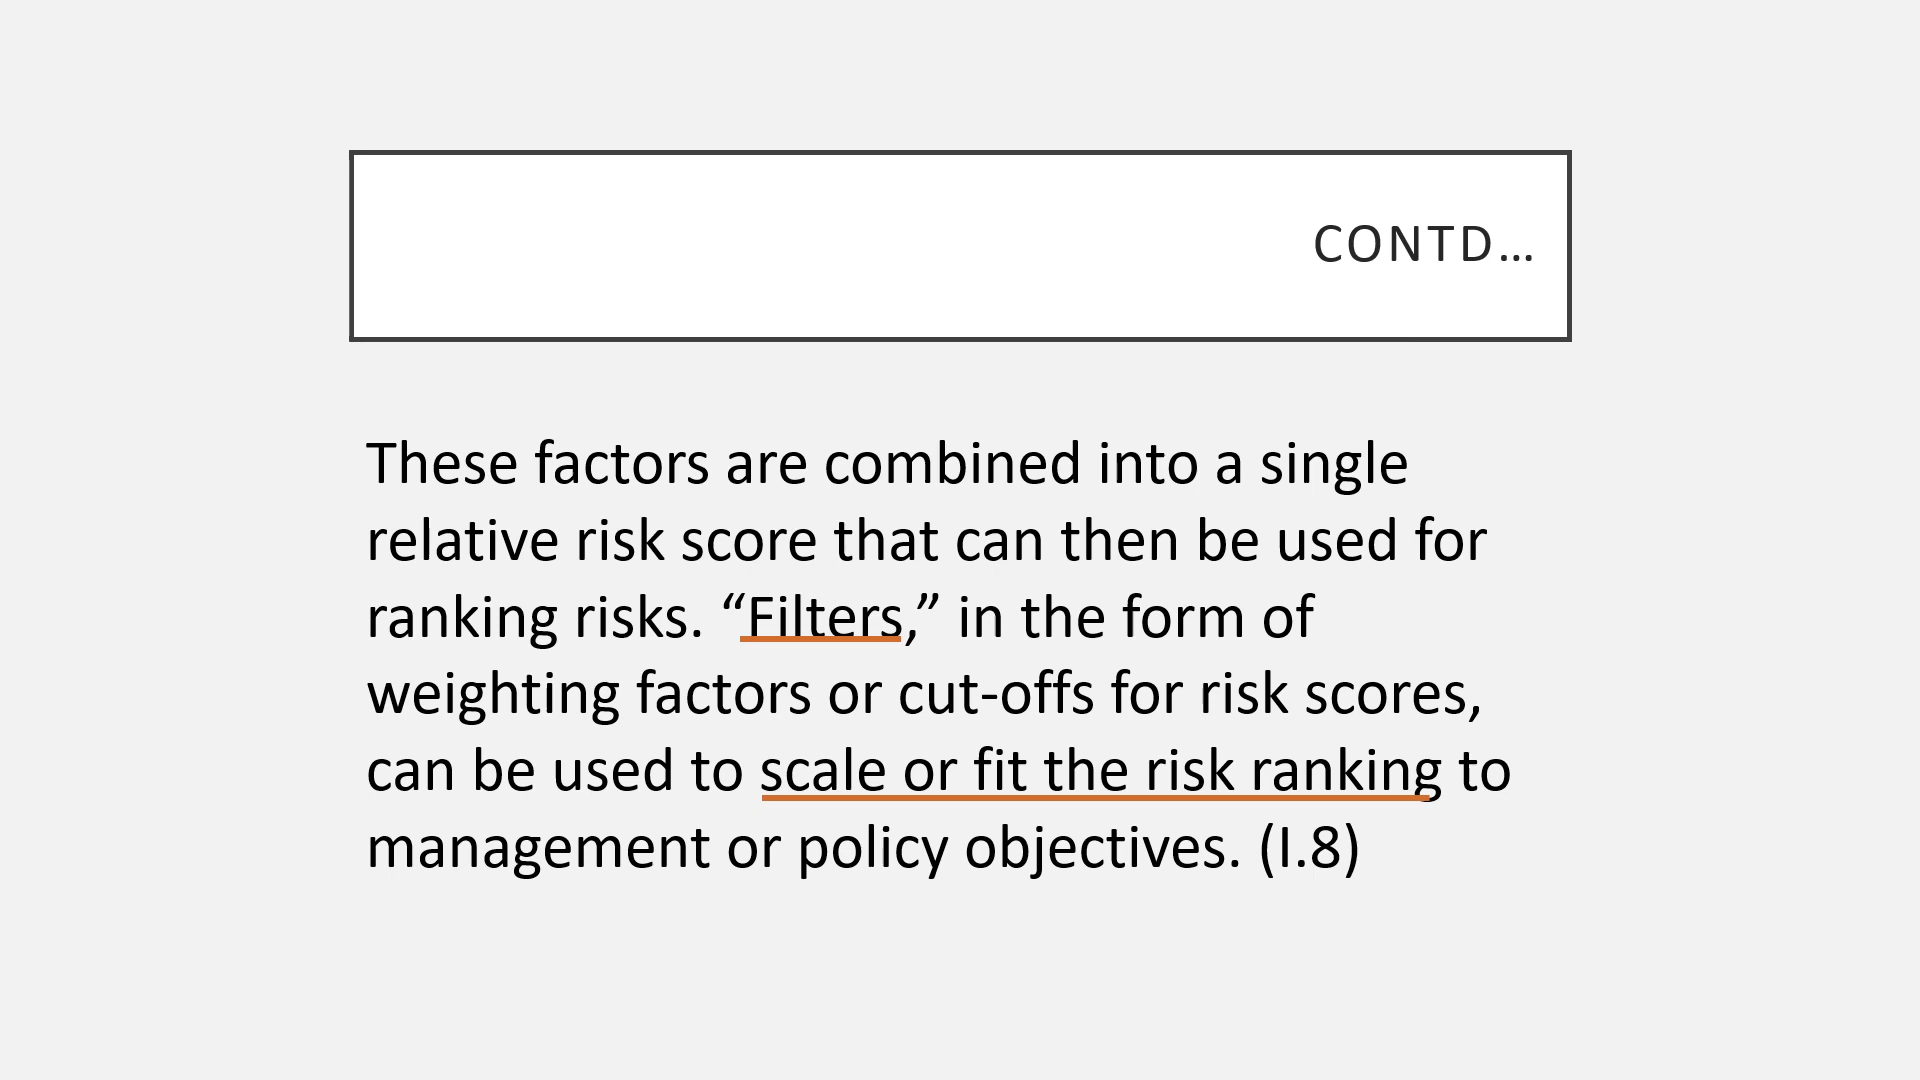 CONTD…
These factors are combined into a single
relative risk score that can then be used for
ranking risks. “Filters,” in the form of
weighting factors or cut-offs for risk scores,
can be used to scale or fit the risk ranking to
management or policy objectives. (I.8)